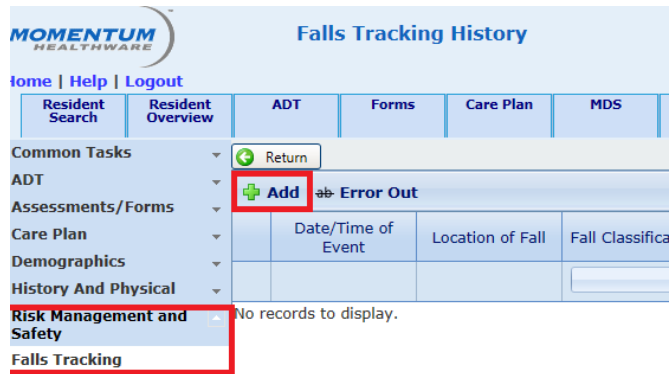 MOMENTUM
HEALTHWARE
Falls Tracking History
Home | Help | Logout
Resident Search
Resident Overview
ADT
Forms
Care Plan
MDS
Common Tasks
ADT
Assessments/Forms
Care Plan
Demographics
History And Physical
Risk Management and
Safety
Falls Tracking
Return
Add ab Error Out
Date/Time of
Event
Location of Fall
Fall Classifica
No records to display.